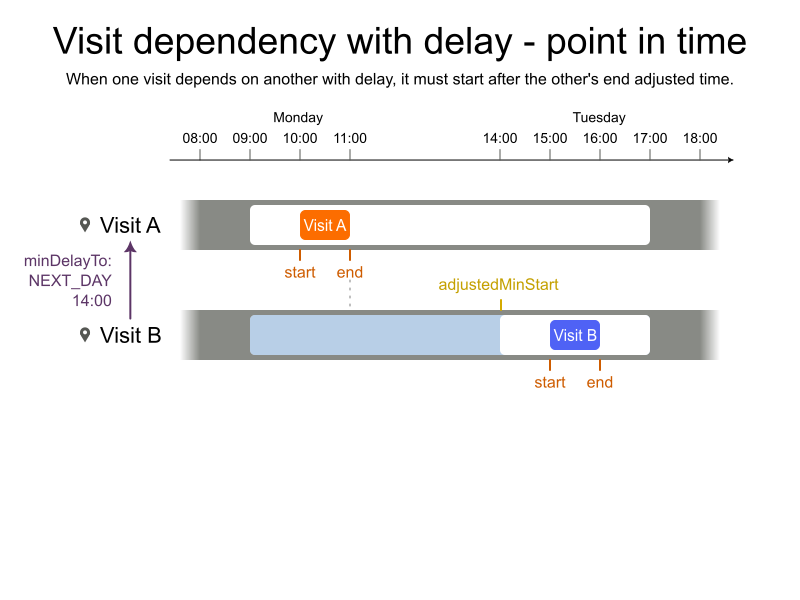 Visit dependency with delay - point in time
When one visit depends on another with delay, it must start after the other's end adjusted time.
Monday Tuesday
08:00 09:00 10:00 11:00 14:00 15:00 16:00 17:00 18:00
Visit A Visit A
start end
minDelayTo:
NEXT_DAY
14:00
adjustedMinStart
Visit B Visit B
start end